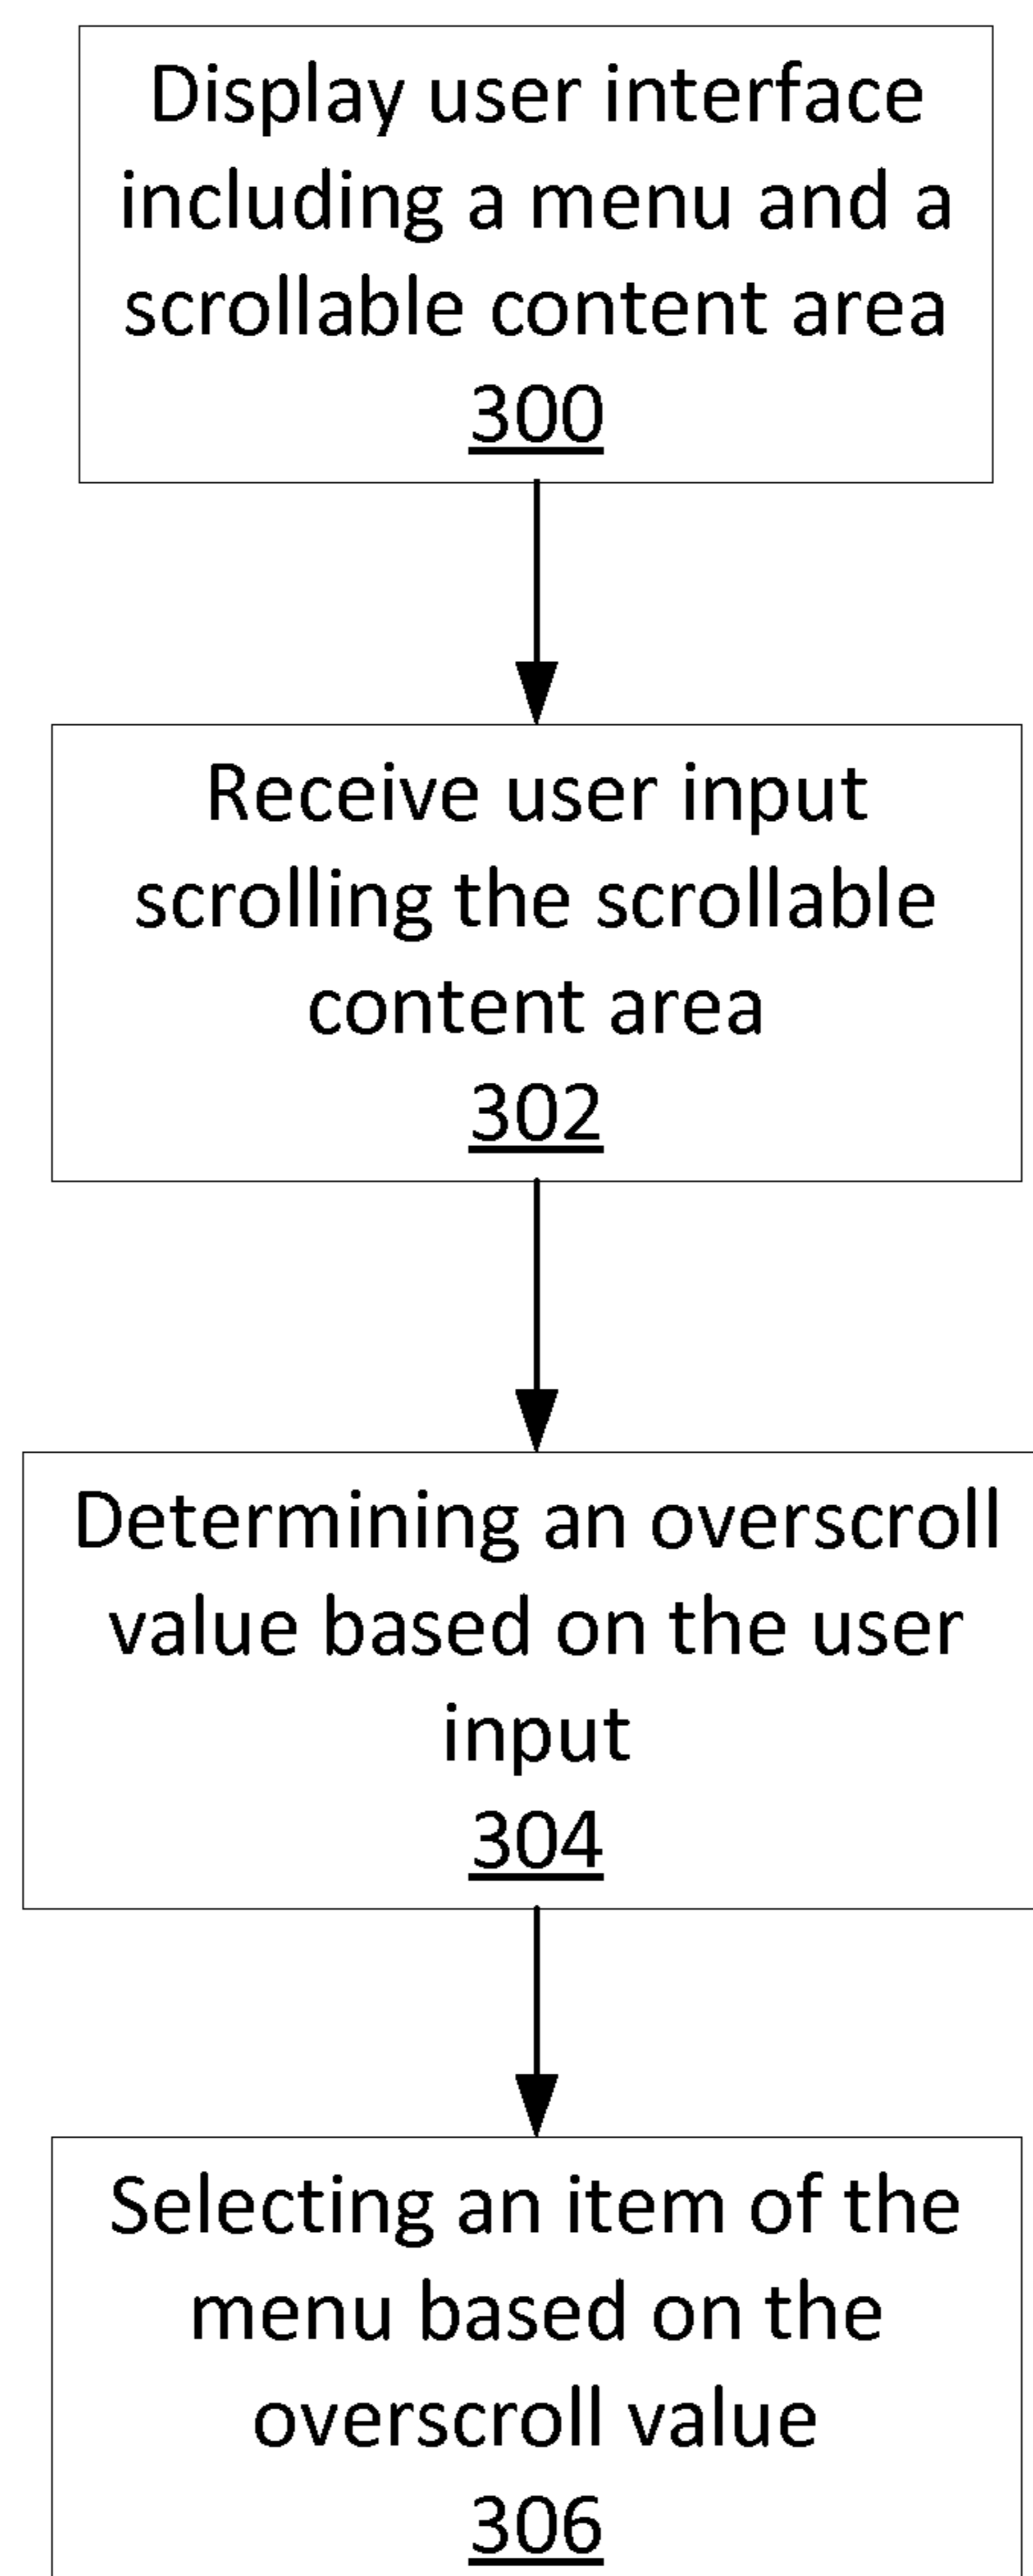 Display user interface
including a menu and a
scrollable content area
300
Receive user input
scrolling the scrollable
content area
302
Determining an overscroll
value based on the user
input
304
Selecting an item of the
menu based on the
overscroll value
306